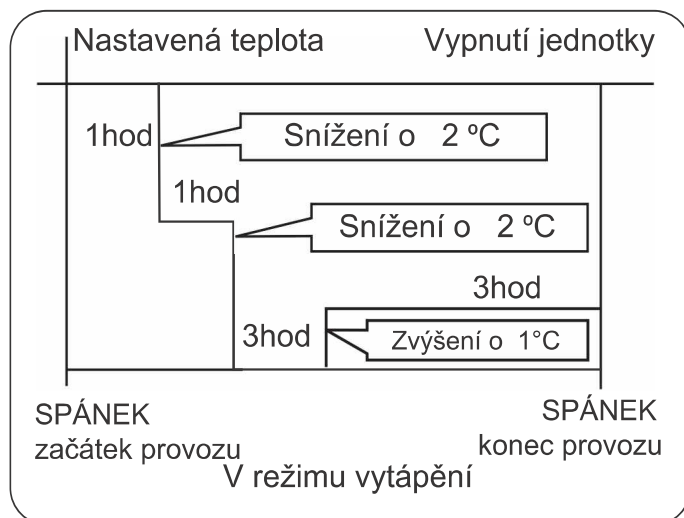 Nastavená teplota
Vypnutí jednotky
1hod
Snížení o 2 ºC
1hod
Snížení o 2 ºC
3hod
3hod
Zvýšení o 1°C
SPÁNEK
začátek provozu
SPÁNEK
konec provozu
V režimu vytápění